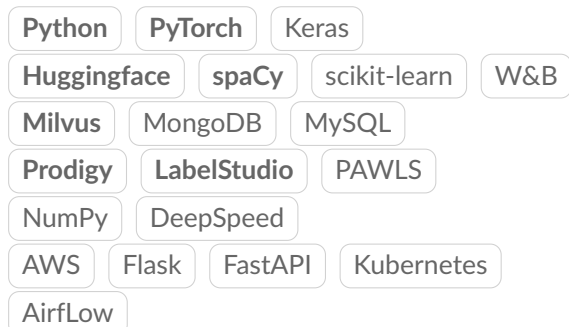 Python PyTorch Keras
Huggingface spaCy scikit-learn W&B
Milvus MongoDB MySQL
Prodigy LabelStudio PAWLS
NumPy DeepSpeed
AWS Flask FastAPI Kubernetes
AirfLow